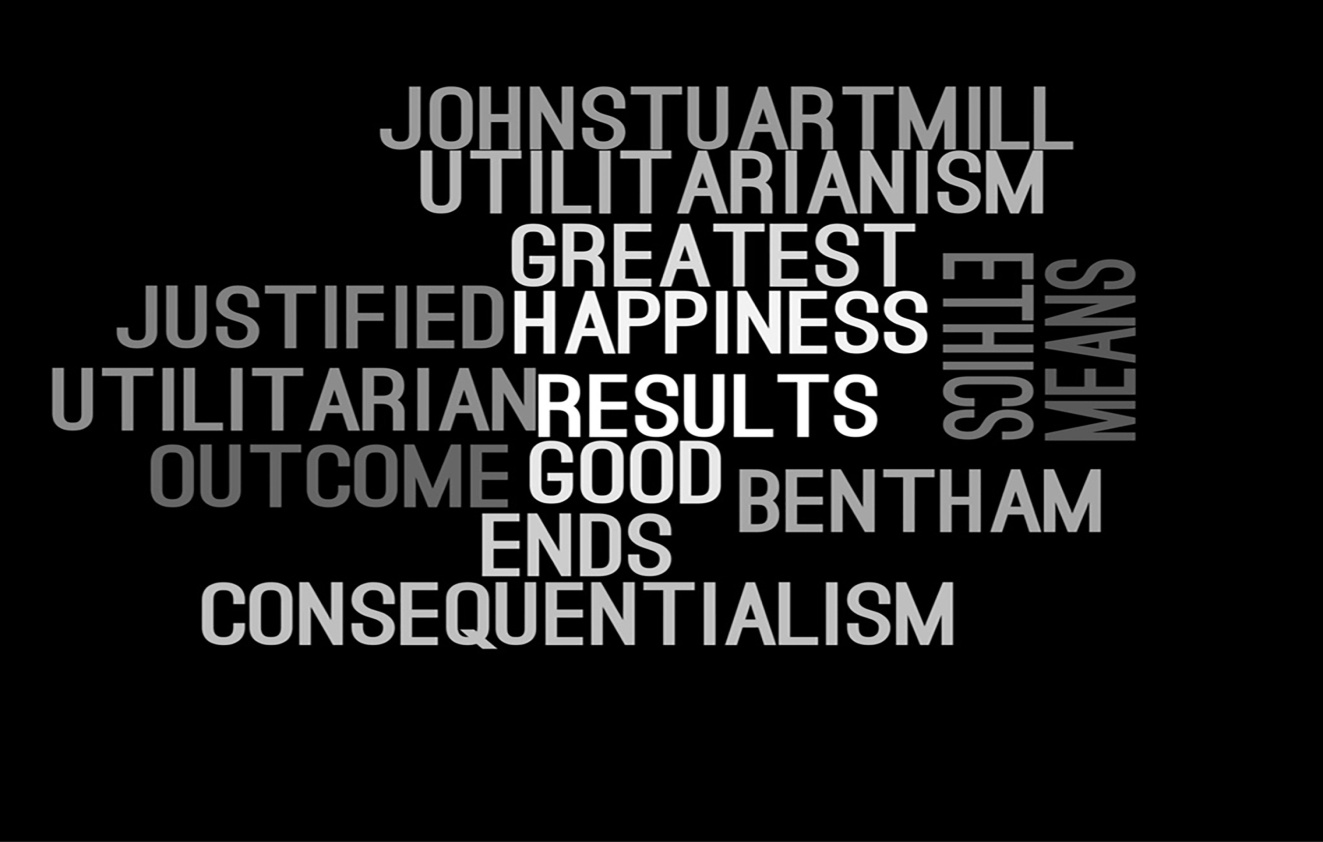 JOHNSTUARTMILL
UTILITARIANISM
GREATEST
JUSTIFIED
HAPPINESS
ETHICS
MEANS
UTILITARIAN
RESULTS
OUTCOME
GOOD
BENTHAM
ENDS
CONSEQUENTIALISM